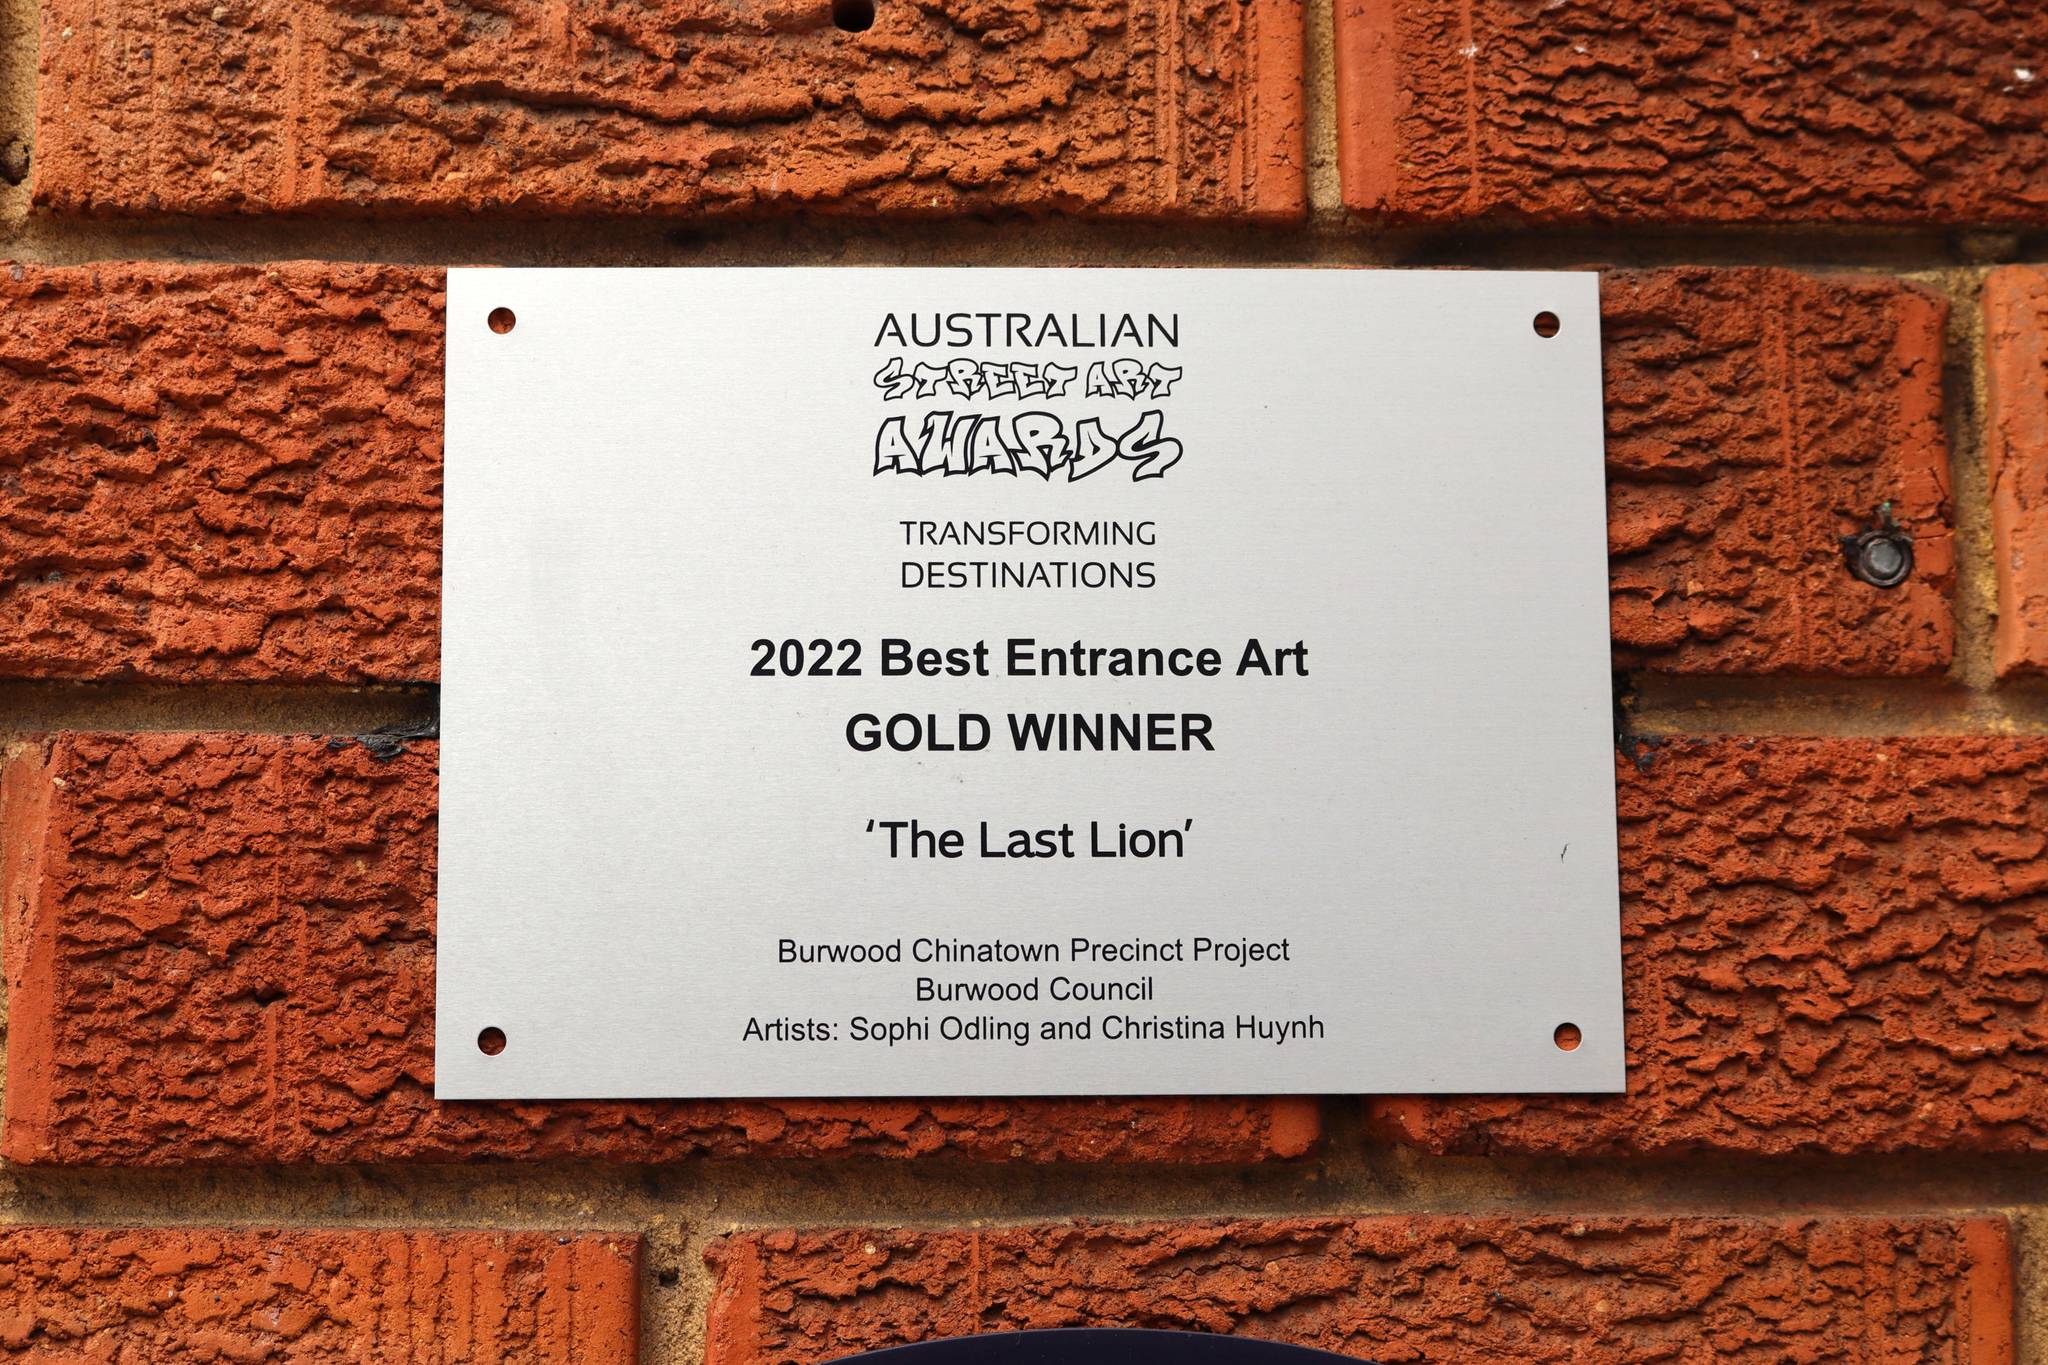 AUSTRALIAN
STREET ART
AWARDS
TRANSFORMING
DESTINATIONS
2022 Best Entrance Art
GOLD WINNER
‘The Last Lion’
Burwood Chinatown Precinct Project
Burwood Council
Artists: Sophi Odling and Christina Huynh